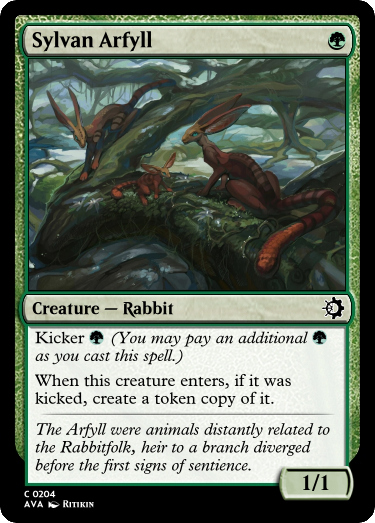 Sylvan Arfyll
Creature — Rabbit
Kicker (You may pay an additional
as you cast this spell.)
When this creature enters, if it was
kicked, create a token copy of it.
The Arfyll were animals distantly related to
the Rabbitfolk, heir to a branch diverged
before the first signs of sentience.
1/1
C 0204
AVA Ritikin